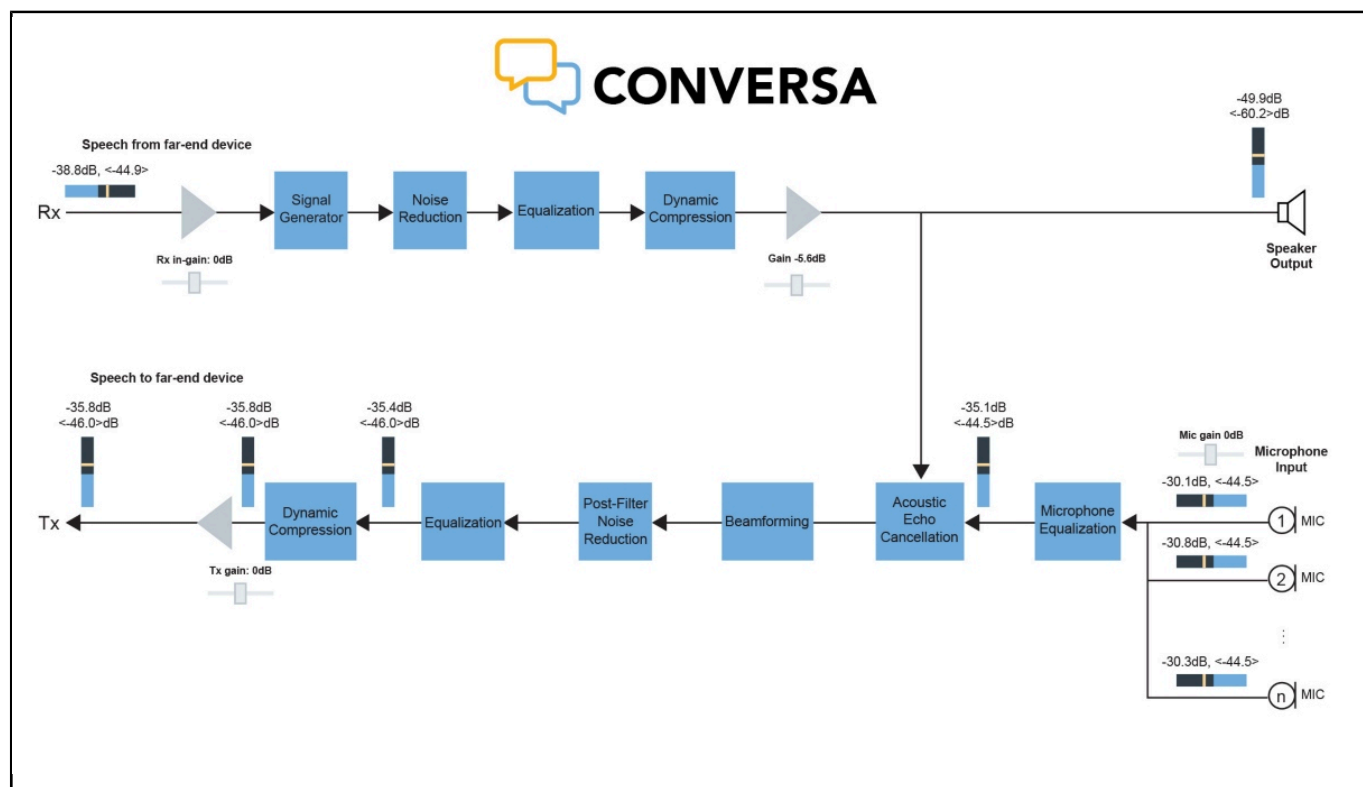 CONVERSA
-49.9dB
<-60.2>dB
Speech from far-end device
-38.8dB, <-44.9>
Rx
Signal
Generator
Noise
Reduction
Equalization
Dynamic
Compression
Rx in-gain: 0dB
Gain -5.6dB
Speaker
Output
Speech to far-end device
-35.8dB
<-46.0>dB
-35.8dB
<-46.0>dB
-35.4dB
<-46.0>dB
-35.1dB
<-44.5>dB
Mic gain 0dB
Microphone
Input
-30.1dB, <-44.5>
Tx
Dynamic
Compression
Equalization
Post-Filter
Noise
Reduction
Beamforming
Acoustic
Echo
Cancellation
Microphone
Equalization
1 MIC
-30.8dB, <-44.5>
2 MIC
Tx gain: 0dB
-30.3dB, <-44.5>
n MIC